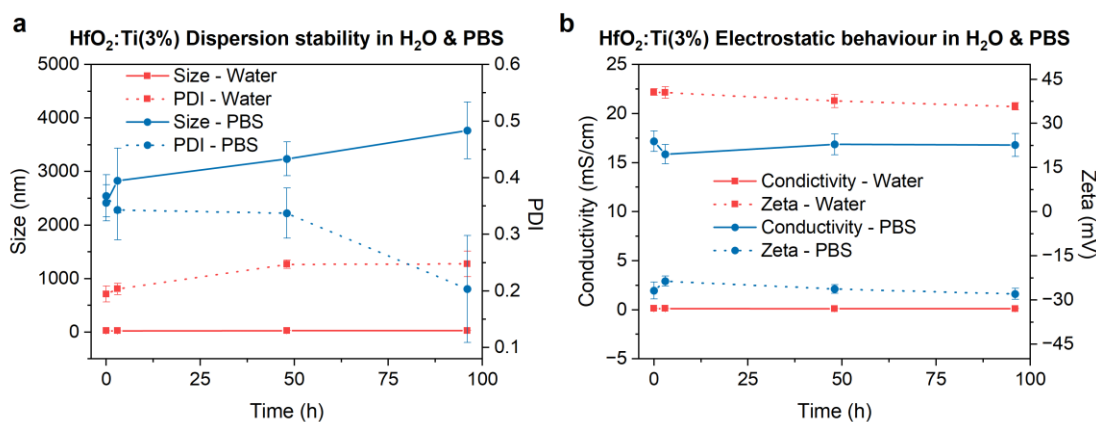 a
HfO₂:Ti(3%) Dispersion stability in H₂O & PBS
5000
4000
3000
2000
1000
0
Size (nm)
Size - Water
PDI - Water
Size - PBS
PDI - PBS
0.6
0.5
0.4
0.3
0.2
0.1
PDI
0
50
100
Time (h)
b
HfO₂:Ti(3%) Electrostatic behaviour in H₂O & PBS
25
20
15
10
5
0
−5
Conductivity (mS/cm)
Condictivity - Water
Zeta - Water
Conductivity - PBS
Zeta - PBS
45
30
15
0
−15
−30
−45
Zeta (mV)
0
50
100
Time (h)